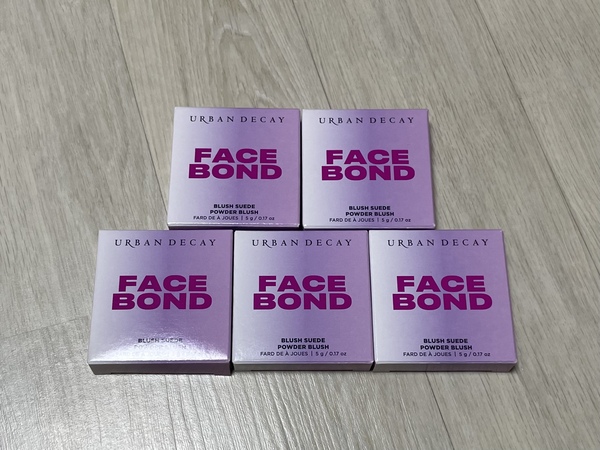 URBAN DECAY
FACE
BOND
BLUSH SUEDE
POWDER BLUSH
FARD DE À JOUES | 5 g / 0.17 oz
URBAN DECAY
FACE
BOND
BLUSH SUEDE
POWDER BLUSH
FARD DE À JOUES | 5 g / 0.17 oz
URBAN DECAY
FACE
BOND
BLUSH SUEDE
URBAN DECAY
FACE
BOND
BLUSH SUEDE
POWDER BLUSH
FARD DE À JOUES | 5 g / 0.17 oz
URBAN DECAY
FACE
BOND
BLUSH SUEDE
POWDER BLUSH
FARD DE À JOUES | 5 g / 0.17 oz